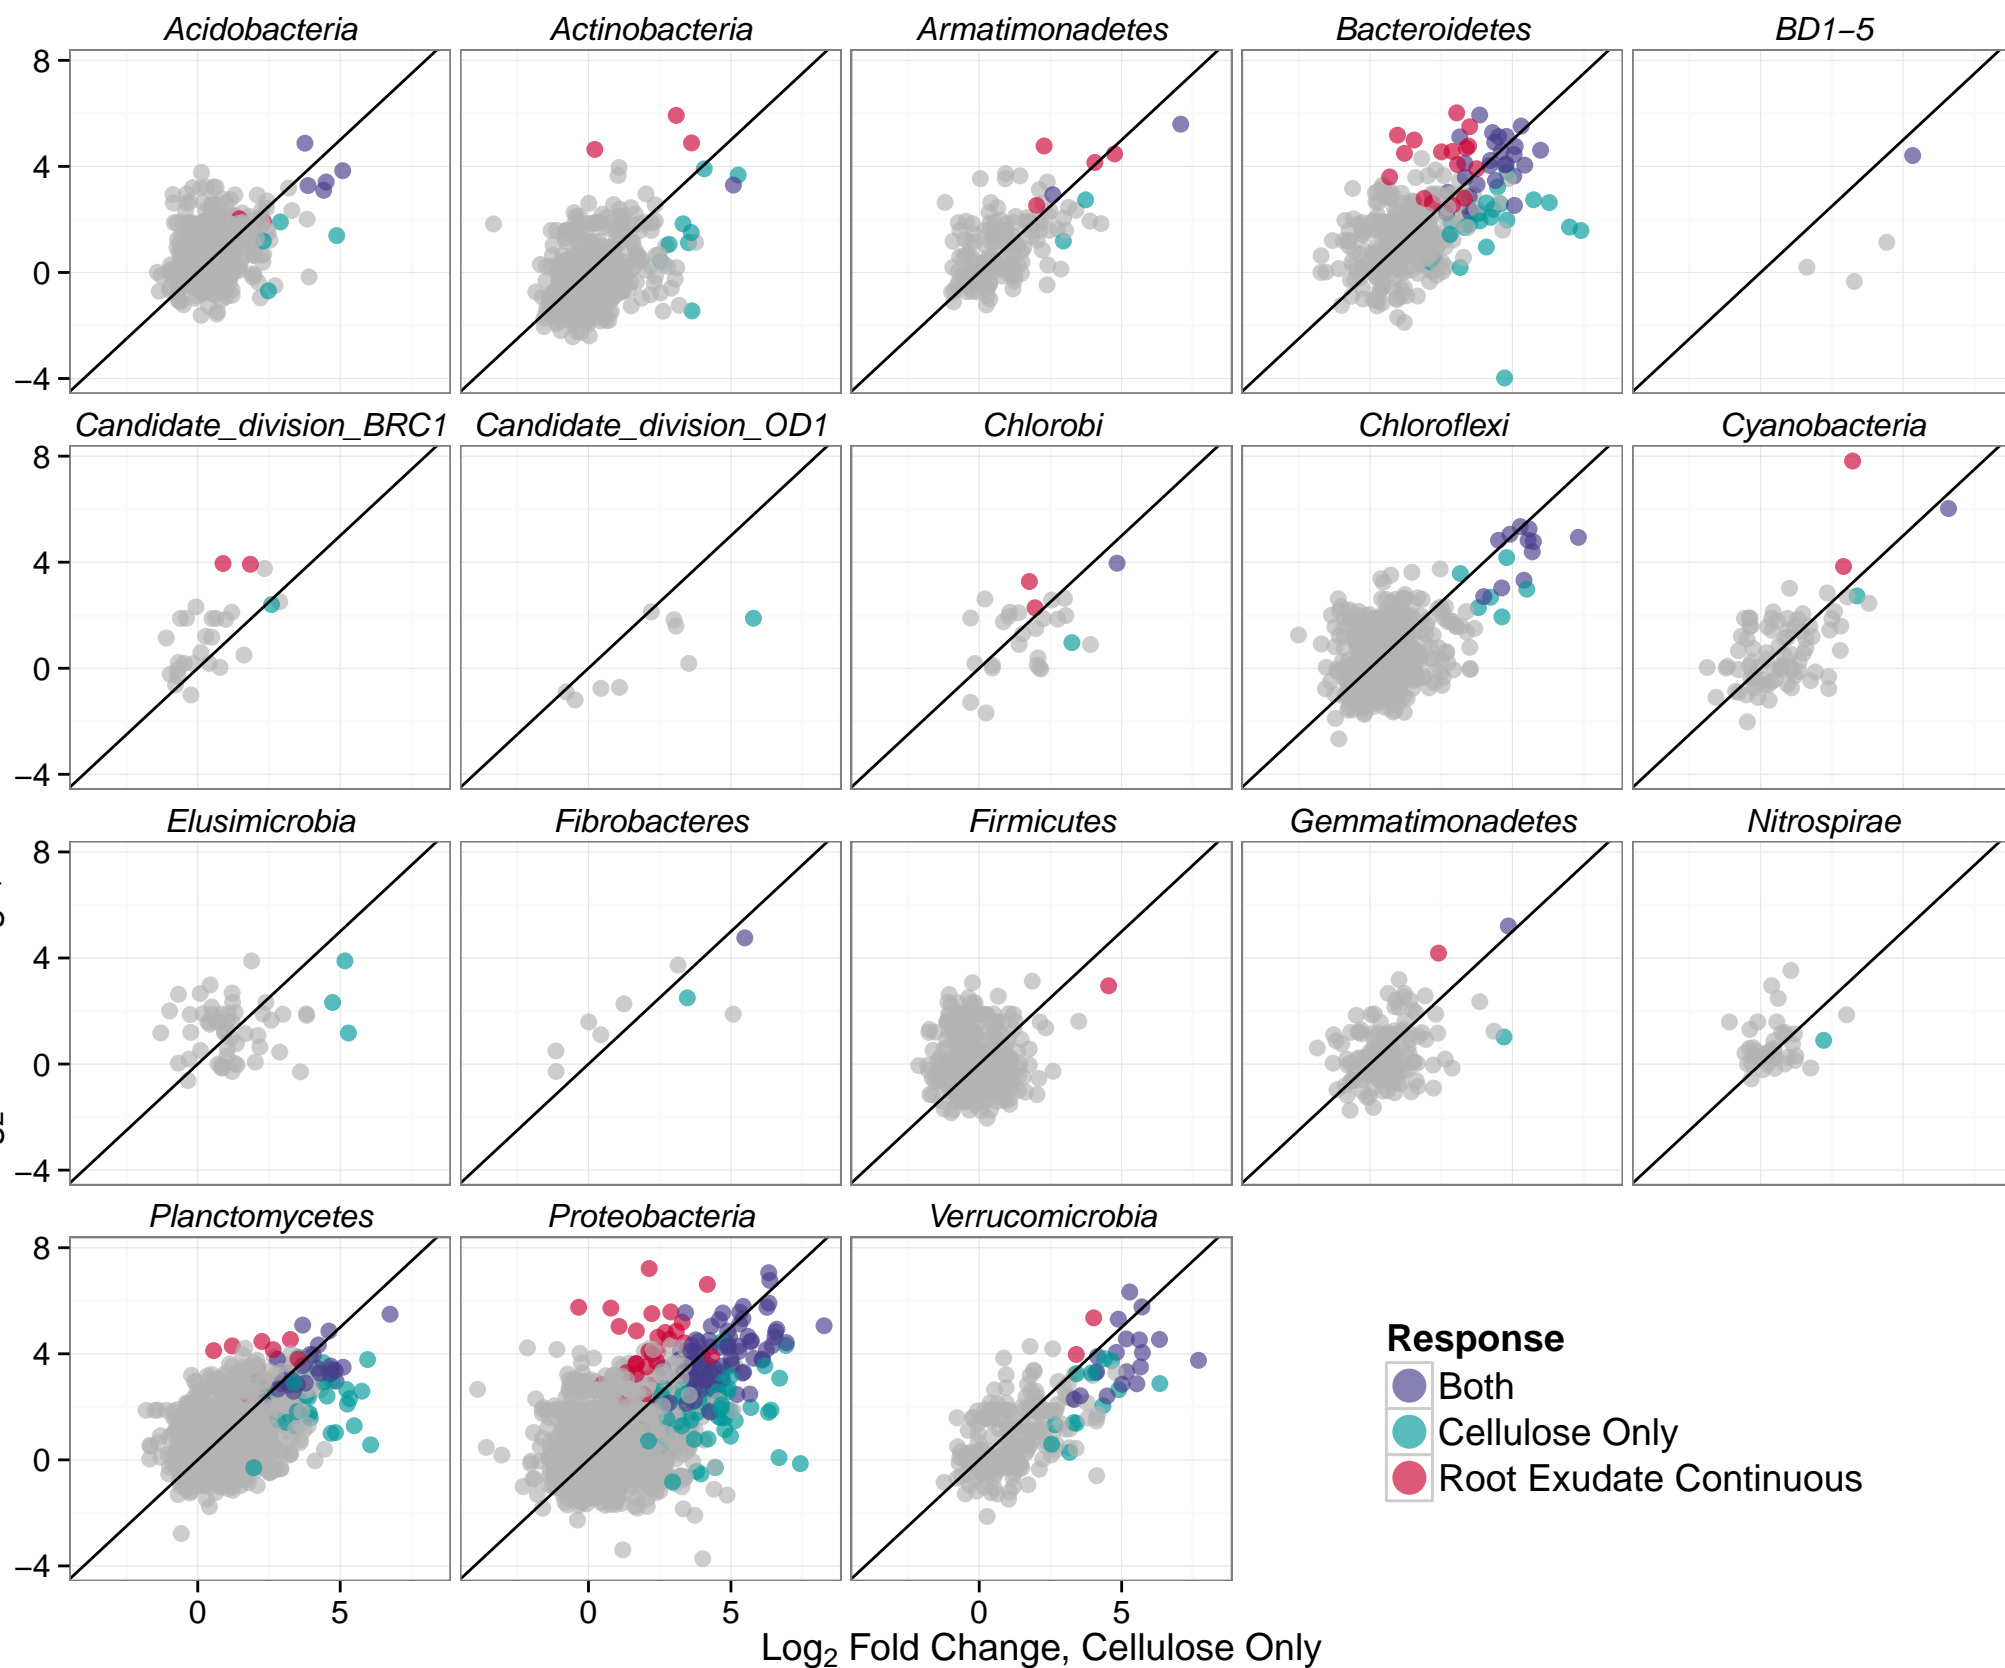 Acidobacteria Actinobacteria Armatimonadetes Bacteroidetes BD1−5
8
4
0
−4
Candidate_division_BRC1 Candidate_division_OD1 Chlorobi Chloroflexi Cyanobacteria
8
4
0
−4
Elusimicrobia Fibrobacteres Firmicutes Gemmatimonadetes Nitrospirae
8
4
0
−4
Planctomycetes Proteobacteria Verrucomicrobia
8
4
0
−4
0 5 0 5 0 5
Log₂ Fold Change, Cellulose Only
Response
Both
Cellulose Only
Root Exudate Continuous